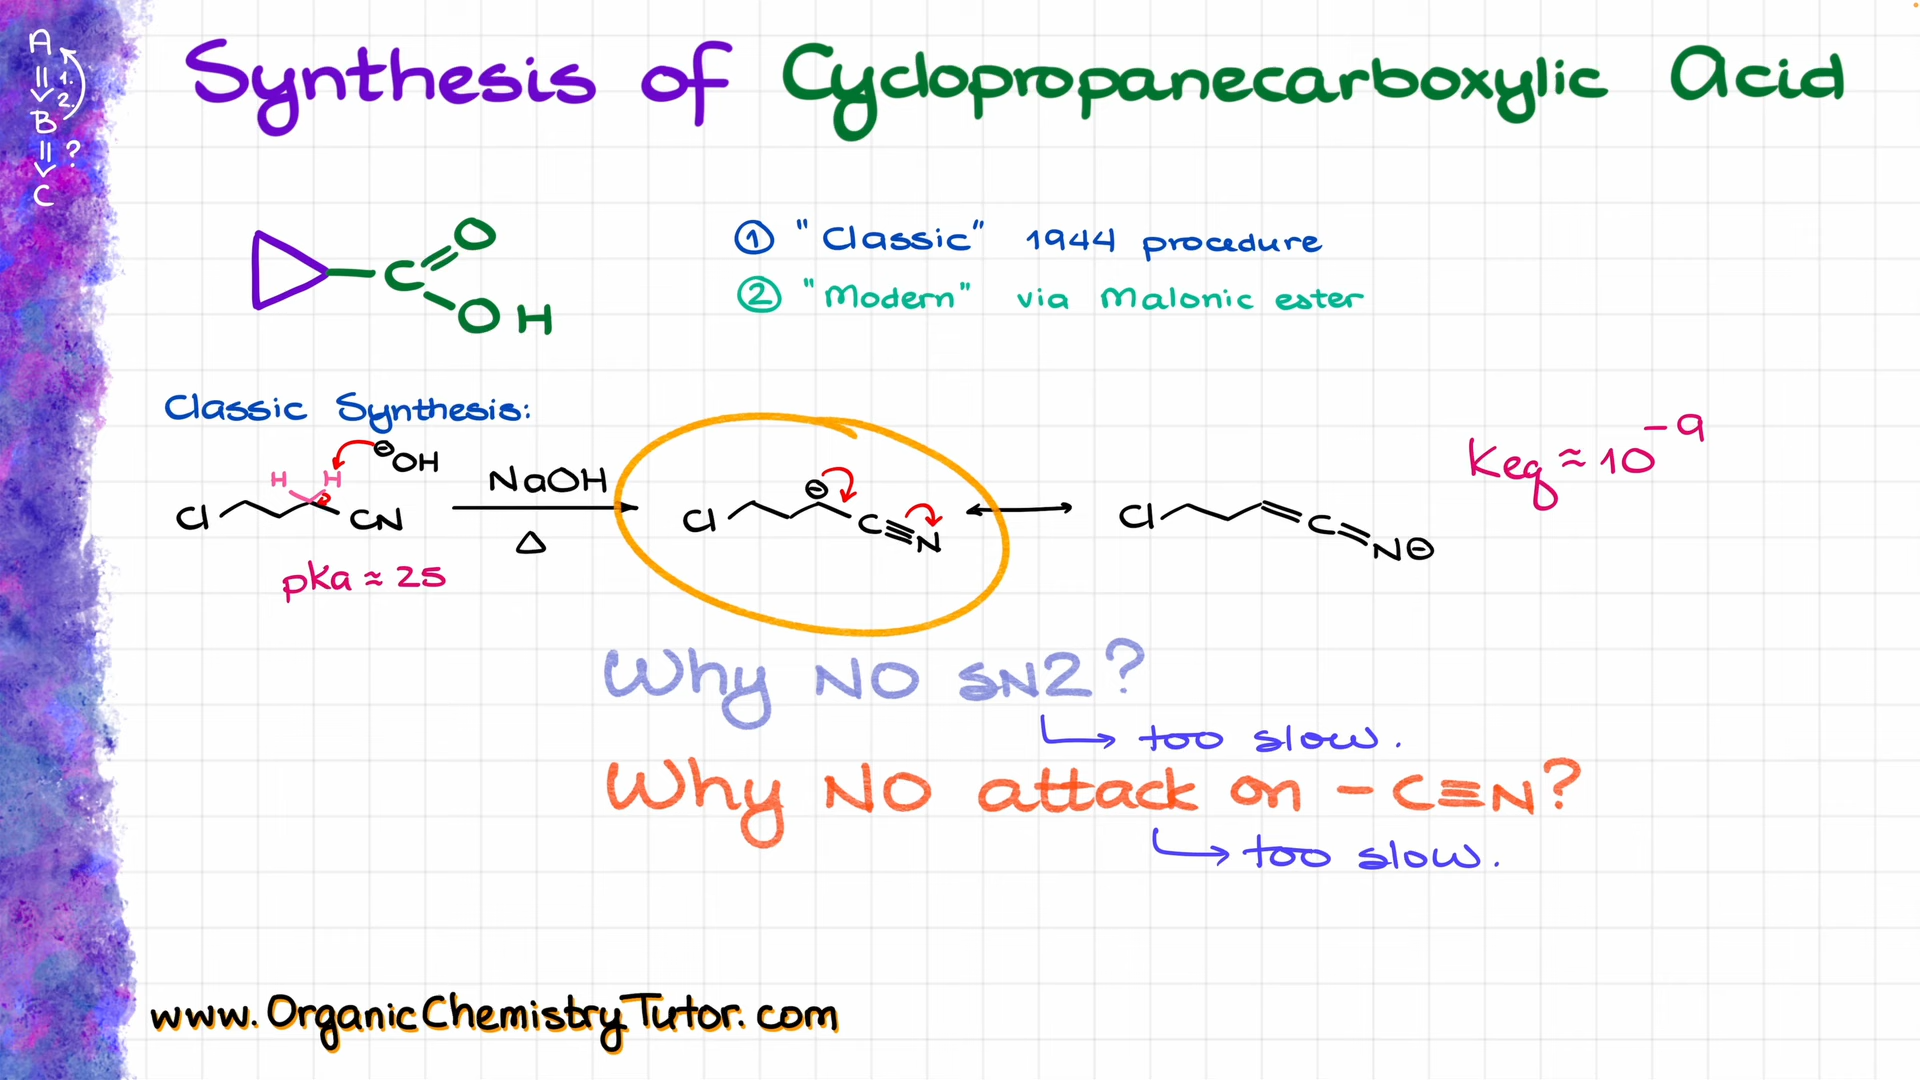 A
1.
2.
B
?
C
Synthesis of Cyclopropanecarboxylic Acid
C
O
O H
① "Classic" 1944 procedure
② "Modern" via Malonic ester
Classic Synthesis:
⊖OH
H H
Cl CN
pKa ≈ 25
NaOH
△
⊖
Cl C≡N
Cl C N⊖
Keq ≈ 10⁻⁹
Why NO SN2?
↳ too slow.
Why NO attack on -C≡N?
↳ too slow.
www.OrganicChemistryTutor.com